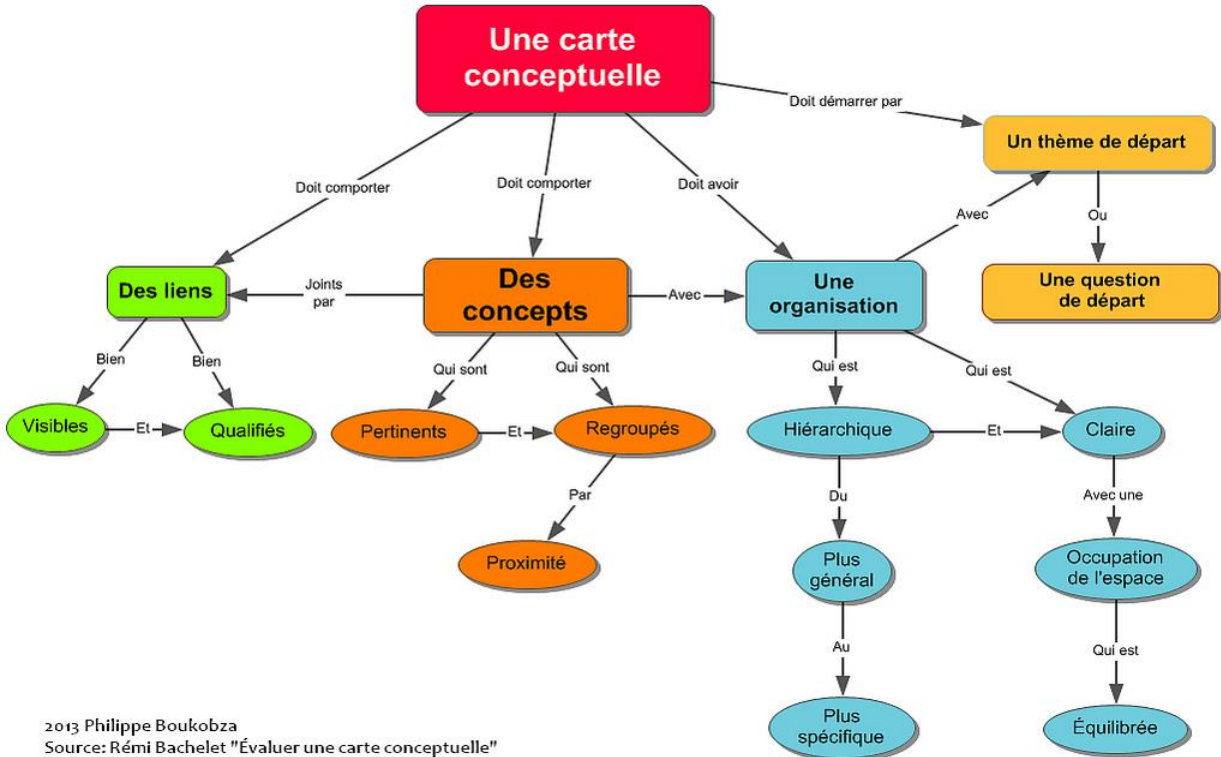 Une carte
conceptuelle
Doit démarrer par
Un thème de départ
Doit comporter
Doit comporter
Doit avoir
Avec
Ou
Des liens
Joints
par
Des
concepts
Avec
Une
organisation
Une question
de départ
Bien
Bien
Qui sont
Qui sont
Qui est
Qui est
Visibles
Et
Qualifiés
Pertinents
Et
Regroupés
Hiérarchique
Et
Claire
Par
Du
Avec une
Proximité
Plus
général
Occupation
de l'espace
Au
Qui est
Plus
spécifique
Équilibrée
2013 Philippe Boukobza
Source: Rémi Bachelet "Évaluer une carte conceptuelle"